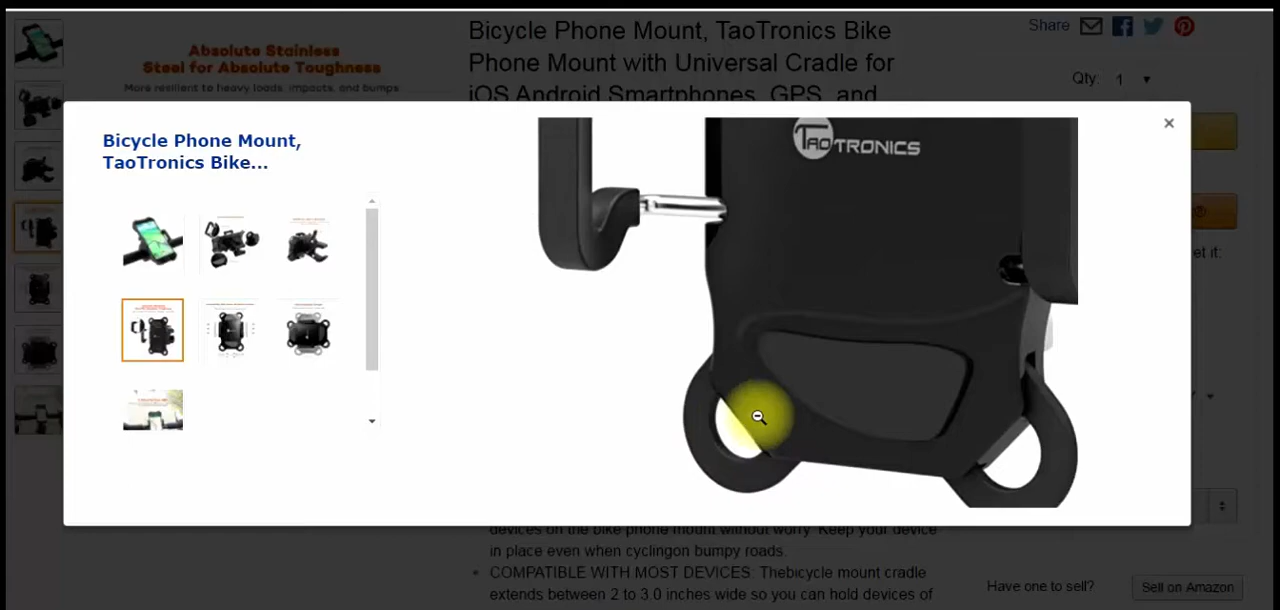 Absolute Stainless
Steel for Absolute Toughness
More resilient to heavy loads, impacts, and bumps.
Bicycle Phone Mount, TaoTronics Bike
Phone Mount with Universal Cradle for
iOS Android Smartphones, GPS, and
Share
Qty: 1
Bicycle Phone Mount,
TaoTronics Bike...
×
TAOTRONICS
et it:
devices on the bike phone mount without worry. Keep your device
in place even when cyclingon bumpy roads.
• COMPATIBLE WITH MOST DEVICES: Thebicycle mount cradle
extends between 2 to 3.0 inches wide so you can hold devices of
Have one to sell?
Sell on Amazon